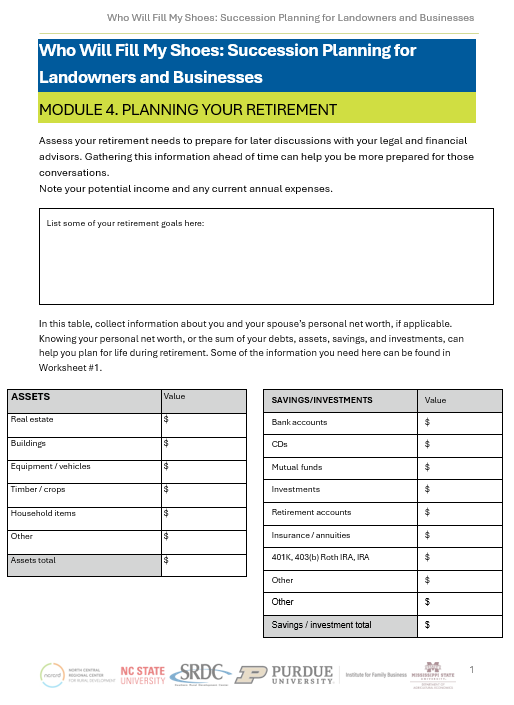 Who Will Fill My Shoes: Succession Planning for Landowners and Businesses
Who Will Fill My Shoes: Succession Planning for
Landowners and Businesses
MODULE 4. PLANNING YOUR RETIREMENT
Assess your retirement needs to prepare for later discussions with your legal and financial
advisors. Gathering this information ahead of time can help you be more prepared for those
conversations.
Note your potential income and any current annual expenses.
List some of your retirement goals here:
In this table, collect information about you and your spouse's personal net worth, if applicable.
Knowing your personal net worth, or the sum of your debts, assets, savings, and investments, can
help you plan for life during retirement. Some of the information you need here can be found in
Worksheet #1.
ASSETS Value
Real estate $
Buildings $
Equipment / vehicles $
Timber / crops $
Household items $
Other $
Assets total $
SAVINGS/INVESTMENTS Value
Bank accounts $
CDs $
Mutual funds $
Investments $
Retirement accounts $
Insurance / annuities $
401K, 403(b) Roth IRA, IRA $
Other $
Other $
Savings / investment total $
NORTH CENTRAL
REGIONAL CENTER
FOR RURAL DEVELOPMENT
NC STATE
UNIVERSITY
SRDC
PURDUE
UNIVERSITY
Institute for Family Business
MISSISSIPPI STATE
UNIVERSITY
1